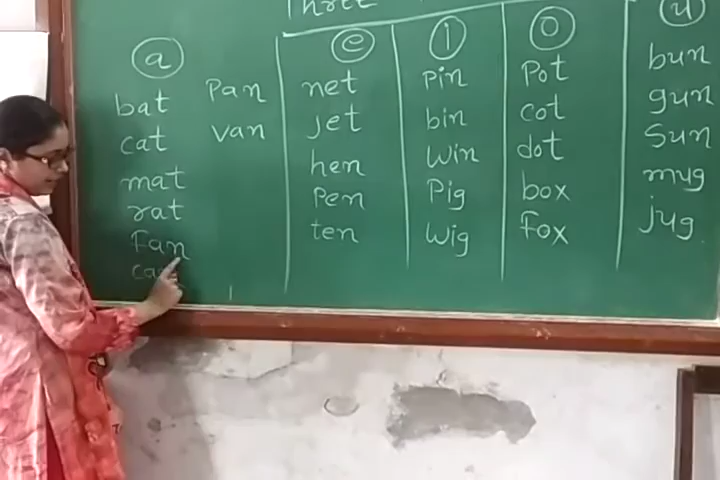 Three
a e i o u
bat Pan net Pin Pot bun
cat van jet bin cot gun
mat hen win dot Sun
rat Pen Pig box mug
Fan ten wig Fox jug